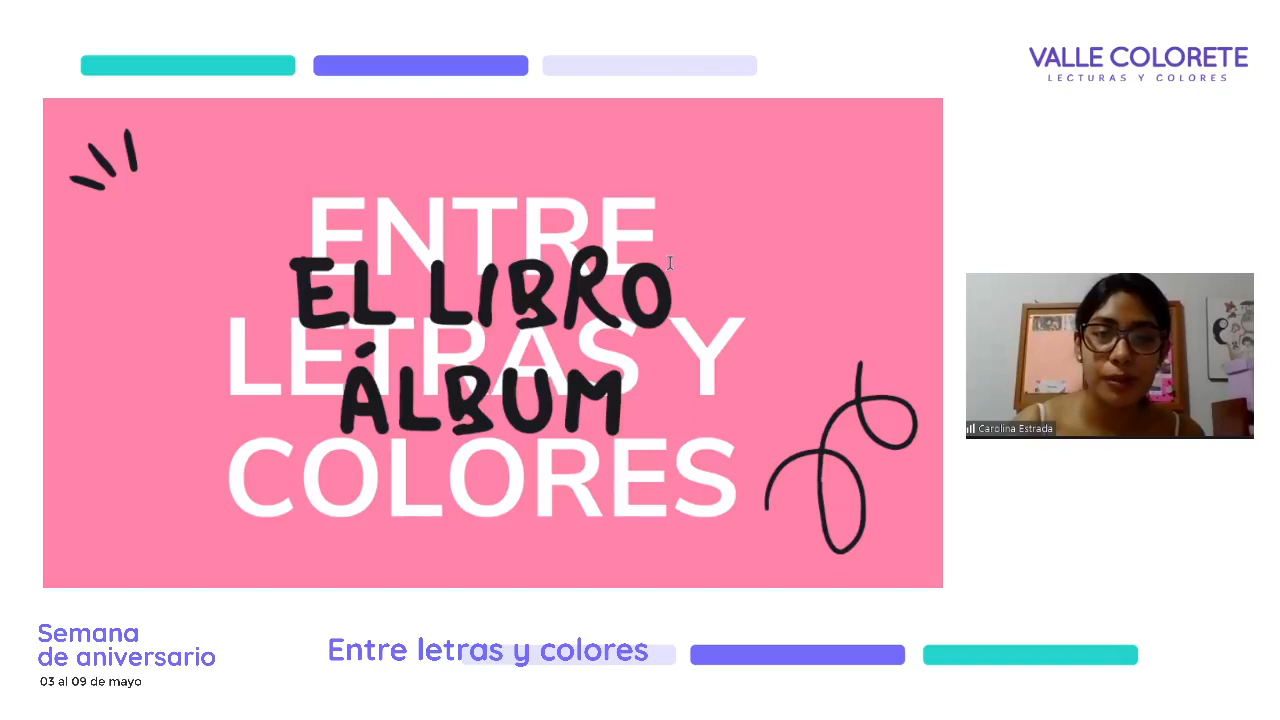 VALLE COLORETE
LECTURAS Y COLORES
ENTRE
LETRAS Y
COLORES
EL LIBRO
ÁLBUM
Carolina Estrada
Semana
de aniversario
03 al 09 de mayo
Entre letras y colores